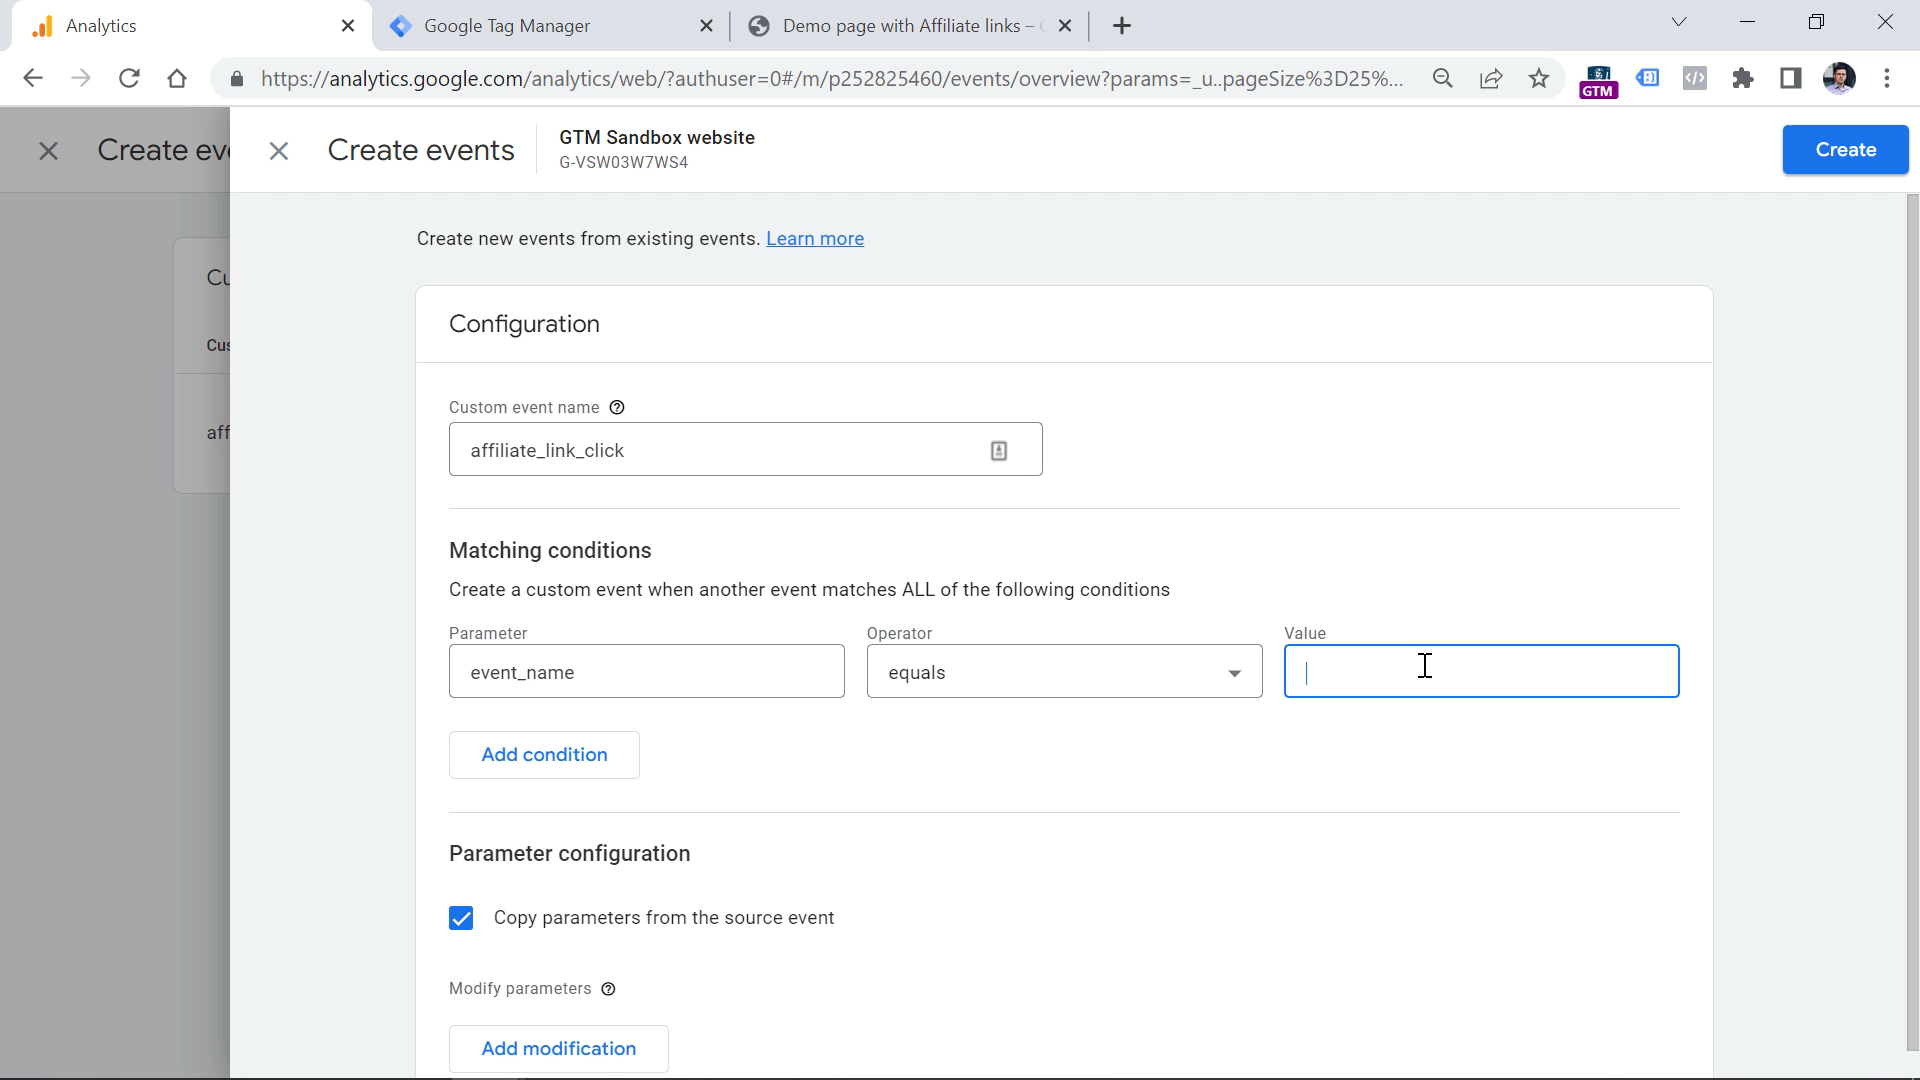 Analytics
Google Tag Manager
Demo page with Affiliate links –
https://analytics.google.com/analytics/web/?authuser=0#/m/p252825460/events/overview?params=_u..pageSize%3D25%...
GTM
Create eve
Create events
GTM Sandbox website
G-VSW03W7WS4
Create
Create new events from existing events. Learn more
Cu
Configuration
Cus
Custom event name
aff
affiliate_link_click
Matching conditions
Create a custom event when another event matches ALL of the following conditions
Parameter
Operator
Value
event_name
equals
Add condition
Parameter configuration
Copy parameters from the source event
Modify parameters
Add modification